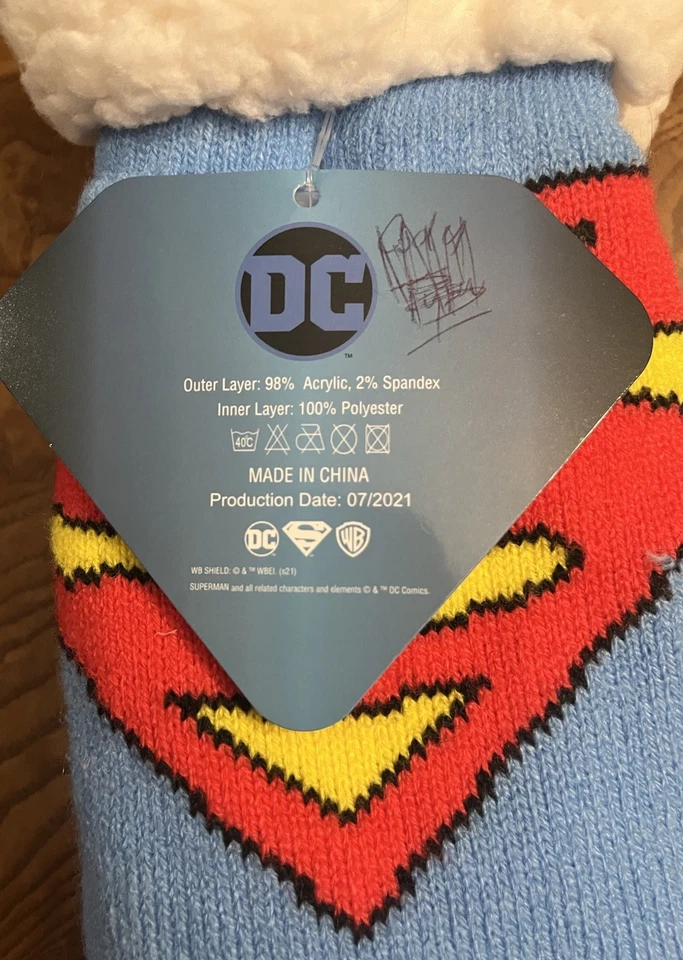 DC
TM
Outer Layer: 98% Acrylic, 2% Spandex
Inner Layer: 100% Polyester
40C
MADE IN CHINA
Production Date: 07/2021
DC S WB
WB SHIELD: © & ™ WBEI. (s21)
SUPERMAN and all related characters and elements © & ™ DC Comics.